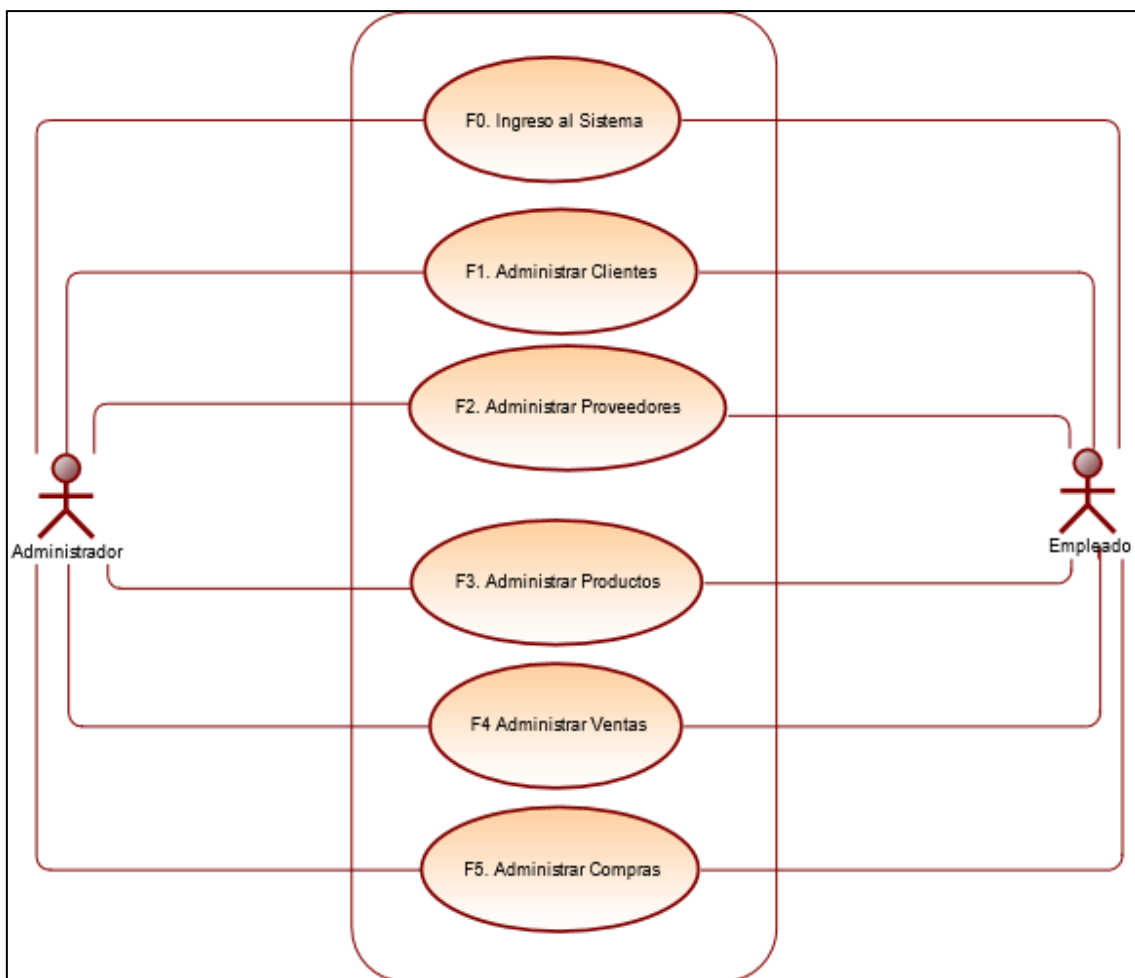 F0. Ingreso al Sistema
F1. Administrar Clientes
F2. Administrar Proveedores
Administrador
Empleado
F3. Administrar Productos
F4 Administrar Ventas
F5. Administrar Compras